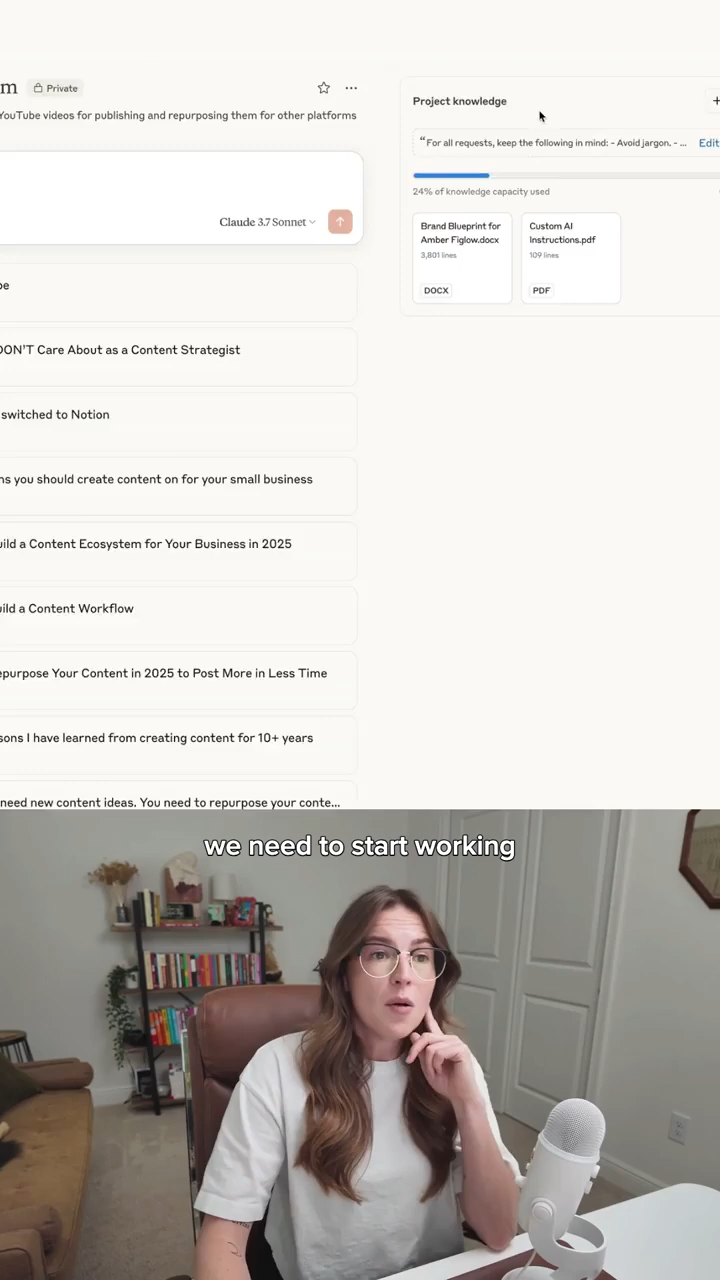 m
Private
YouTube videos for publishing and repurposing them for other platforms
Claude 3.7 Sonnet
DON'T Care About as a Content Strategist
switched to Notion
you should create content on for your small business
uild a Content Ecosystem for Your Business in 2025
uild a Content Workflow
epurpose Your Content in 2025 to Post More in Less Time
sons I have learned from creating content for 10+ years
need new content ideas. You need to repurpose your conte...
Project knowledge
“For all requests, keep the following in mind: - Avoid jargon. - ...
Edit
24% of knowledge capacity used
Brand Blueprint for
Amber Figlow.docx
3,801 lines
DOCX
Custom AI
Instructions.pdf
109 lines
PDF
we need to start working